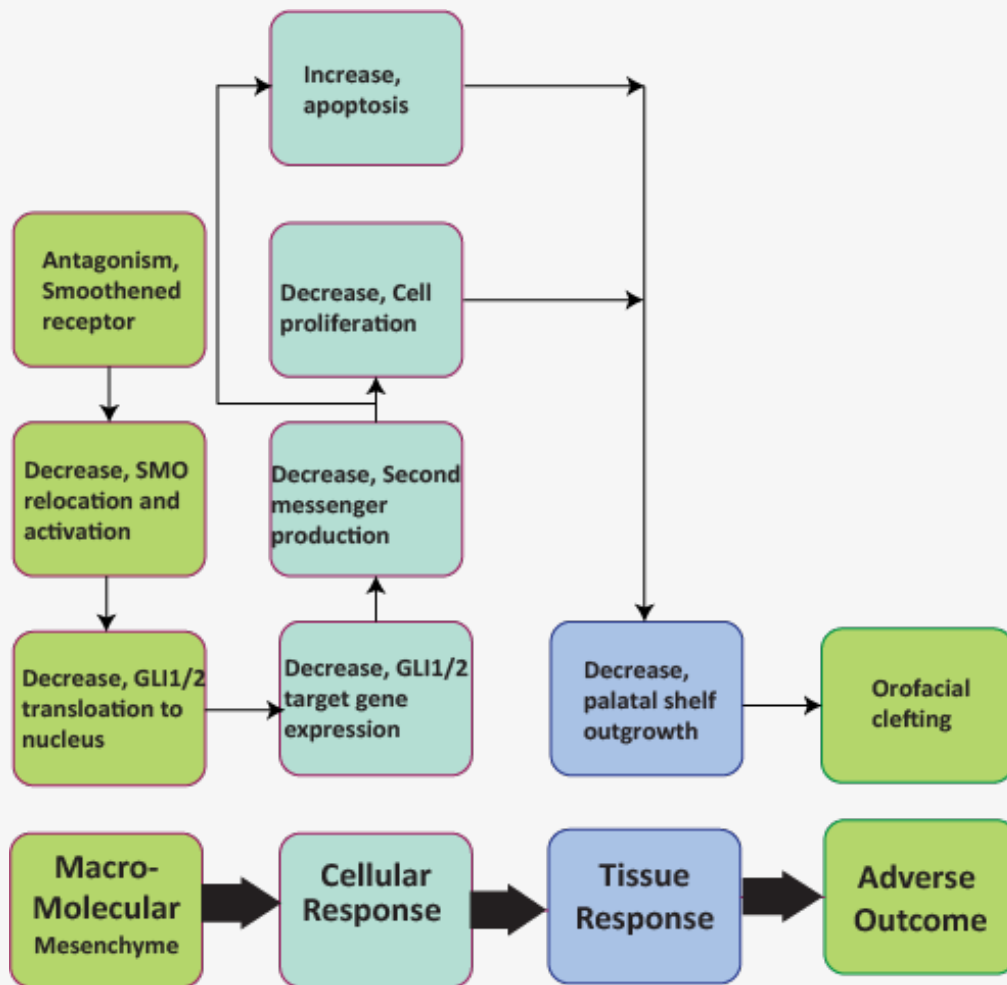 Increase,
apoptosis
Antagonism,
Smoothened
receptor
Decrease, Cell
proliferation
Decrease, SMO
relocation and
activation
Decrease, Second
messenger
production
Decrease, GLI1/2
transloation to
nucleus
Decrease, GLI1/2
target gene
expression
Decrease,
palatal shelf
outgrowth
Orofacial
clefting
Macro-
Molecular
Mesenchyme
Cellular
Response
Tissue
Response
Adverse
Outcome